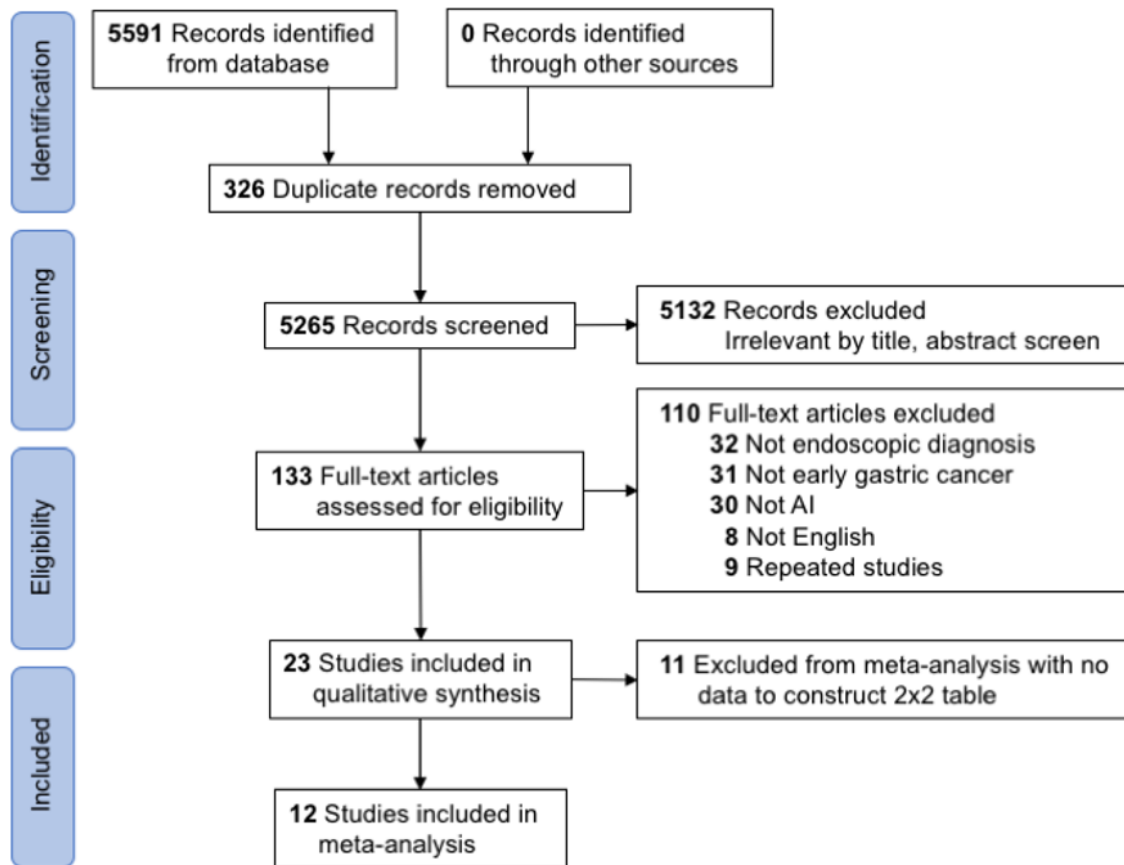 Identification
5591 Records identified
from database
0 Records identified
through other sources
326 Duplicate records removed
Screening
5265 Records screened
5132 Records excluded
Irrelevant by title, abstract screen
Eligibility
133 Full-text articles
assessed for eligibility
110 Full-text articles excluded
32 Not endoscopic diagnosis
31 Not early gastric cancer
30 Not AI
8 Not English
9 Repeated studies
Included
23 Studies included in
qualitative synthesis
11 Excluded from meta-analysis with no
data to construct 2x2 table
12 Studies included in
meta-analysis